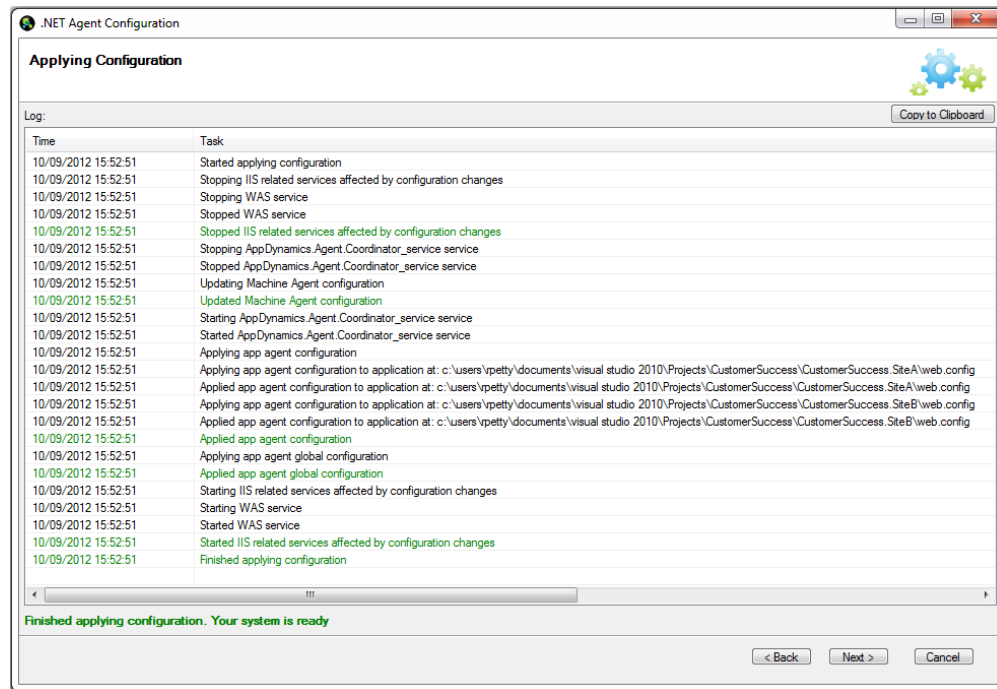 .NET Agent Configuration
Applying Configuration
Log:
Copy to Clipboard
Time Task
10/09/2012 15:52:51 Started applying configuration
10/09/2012 15:52:51 Stopping IIS related services affected by configuration changes
10/09/2012 15:52:51 Stopping WAS service
10/09/2012 15:52:51 Stopped WAS service
10/09/2012 15:52:51 Stopped IIS related services affected by configuration changes
10/09/2012 15:52:51 Stopping AppDynamics.Agent.Coordinator_service service
10/09/2012 15:52:51 Stopped AppDynamics.Agent.Coordinator_service service
10/09/2012 15:52:51 Updating Machine Agent configuration
10/09/2012 15:52:51 Updated Machine Agent configuration
10/09/2012 15:52:51 Starting AppDynamics.Agent.Coordinator_service service
10/09/2012 15:52:51 Started AppDynamics.Agent.Coordinator_service service
10/09/2012 15:52:51 Applying app agent configuration
10/09/2012 15:52:51 Applying app agent configuration to application at: c:\users\rpetty\documents\visual studio 2010\Projects\CustomerSuccess\CustomerSuccess.SiteA\web.config
10/09/2012 15:52:51 Applied app agent configuration to application at: c:\users\rpetty\documents\visual studio 2010\Projects\CustomerSuccess\CustomerSuccess.SiteA\web.config
10/09/2012 15:52:51 Applying app agent configuration to application at: c:\users\rpetty\documents\visual studio 2010\Projects\CustomerSuccess\CustomerSuccess.SiteB\web.config
10/09/2012 15:52:51 Applied app agent configuration to application at: c:\users\rpetty\documents\visual studio 2010\Projects\CustomerSuccess\CustomerSuccess.SiteB\web.config
10/09/2012 15:52:51 Applied app agent configuration
10/09/2012 15:52:51 Applying app agent global configuration
10/09/2012 15:52:51 Applied app agent global configuration
10/09/2012 15:52:51 Starting IIS related services affected by configuration changes
10/09/2012 15:52:51 Starting WAS service
10/09/2012 15:52:51 Started WAS service
10/09/2012 15:52:51 Started IIS related services affected by configuration changes
10/09/2012 15:52:51 Finished applying configuration
Finished applying configuration. Your system is ready
< Back Next > Cancel